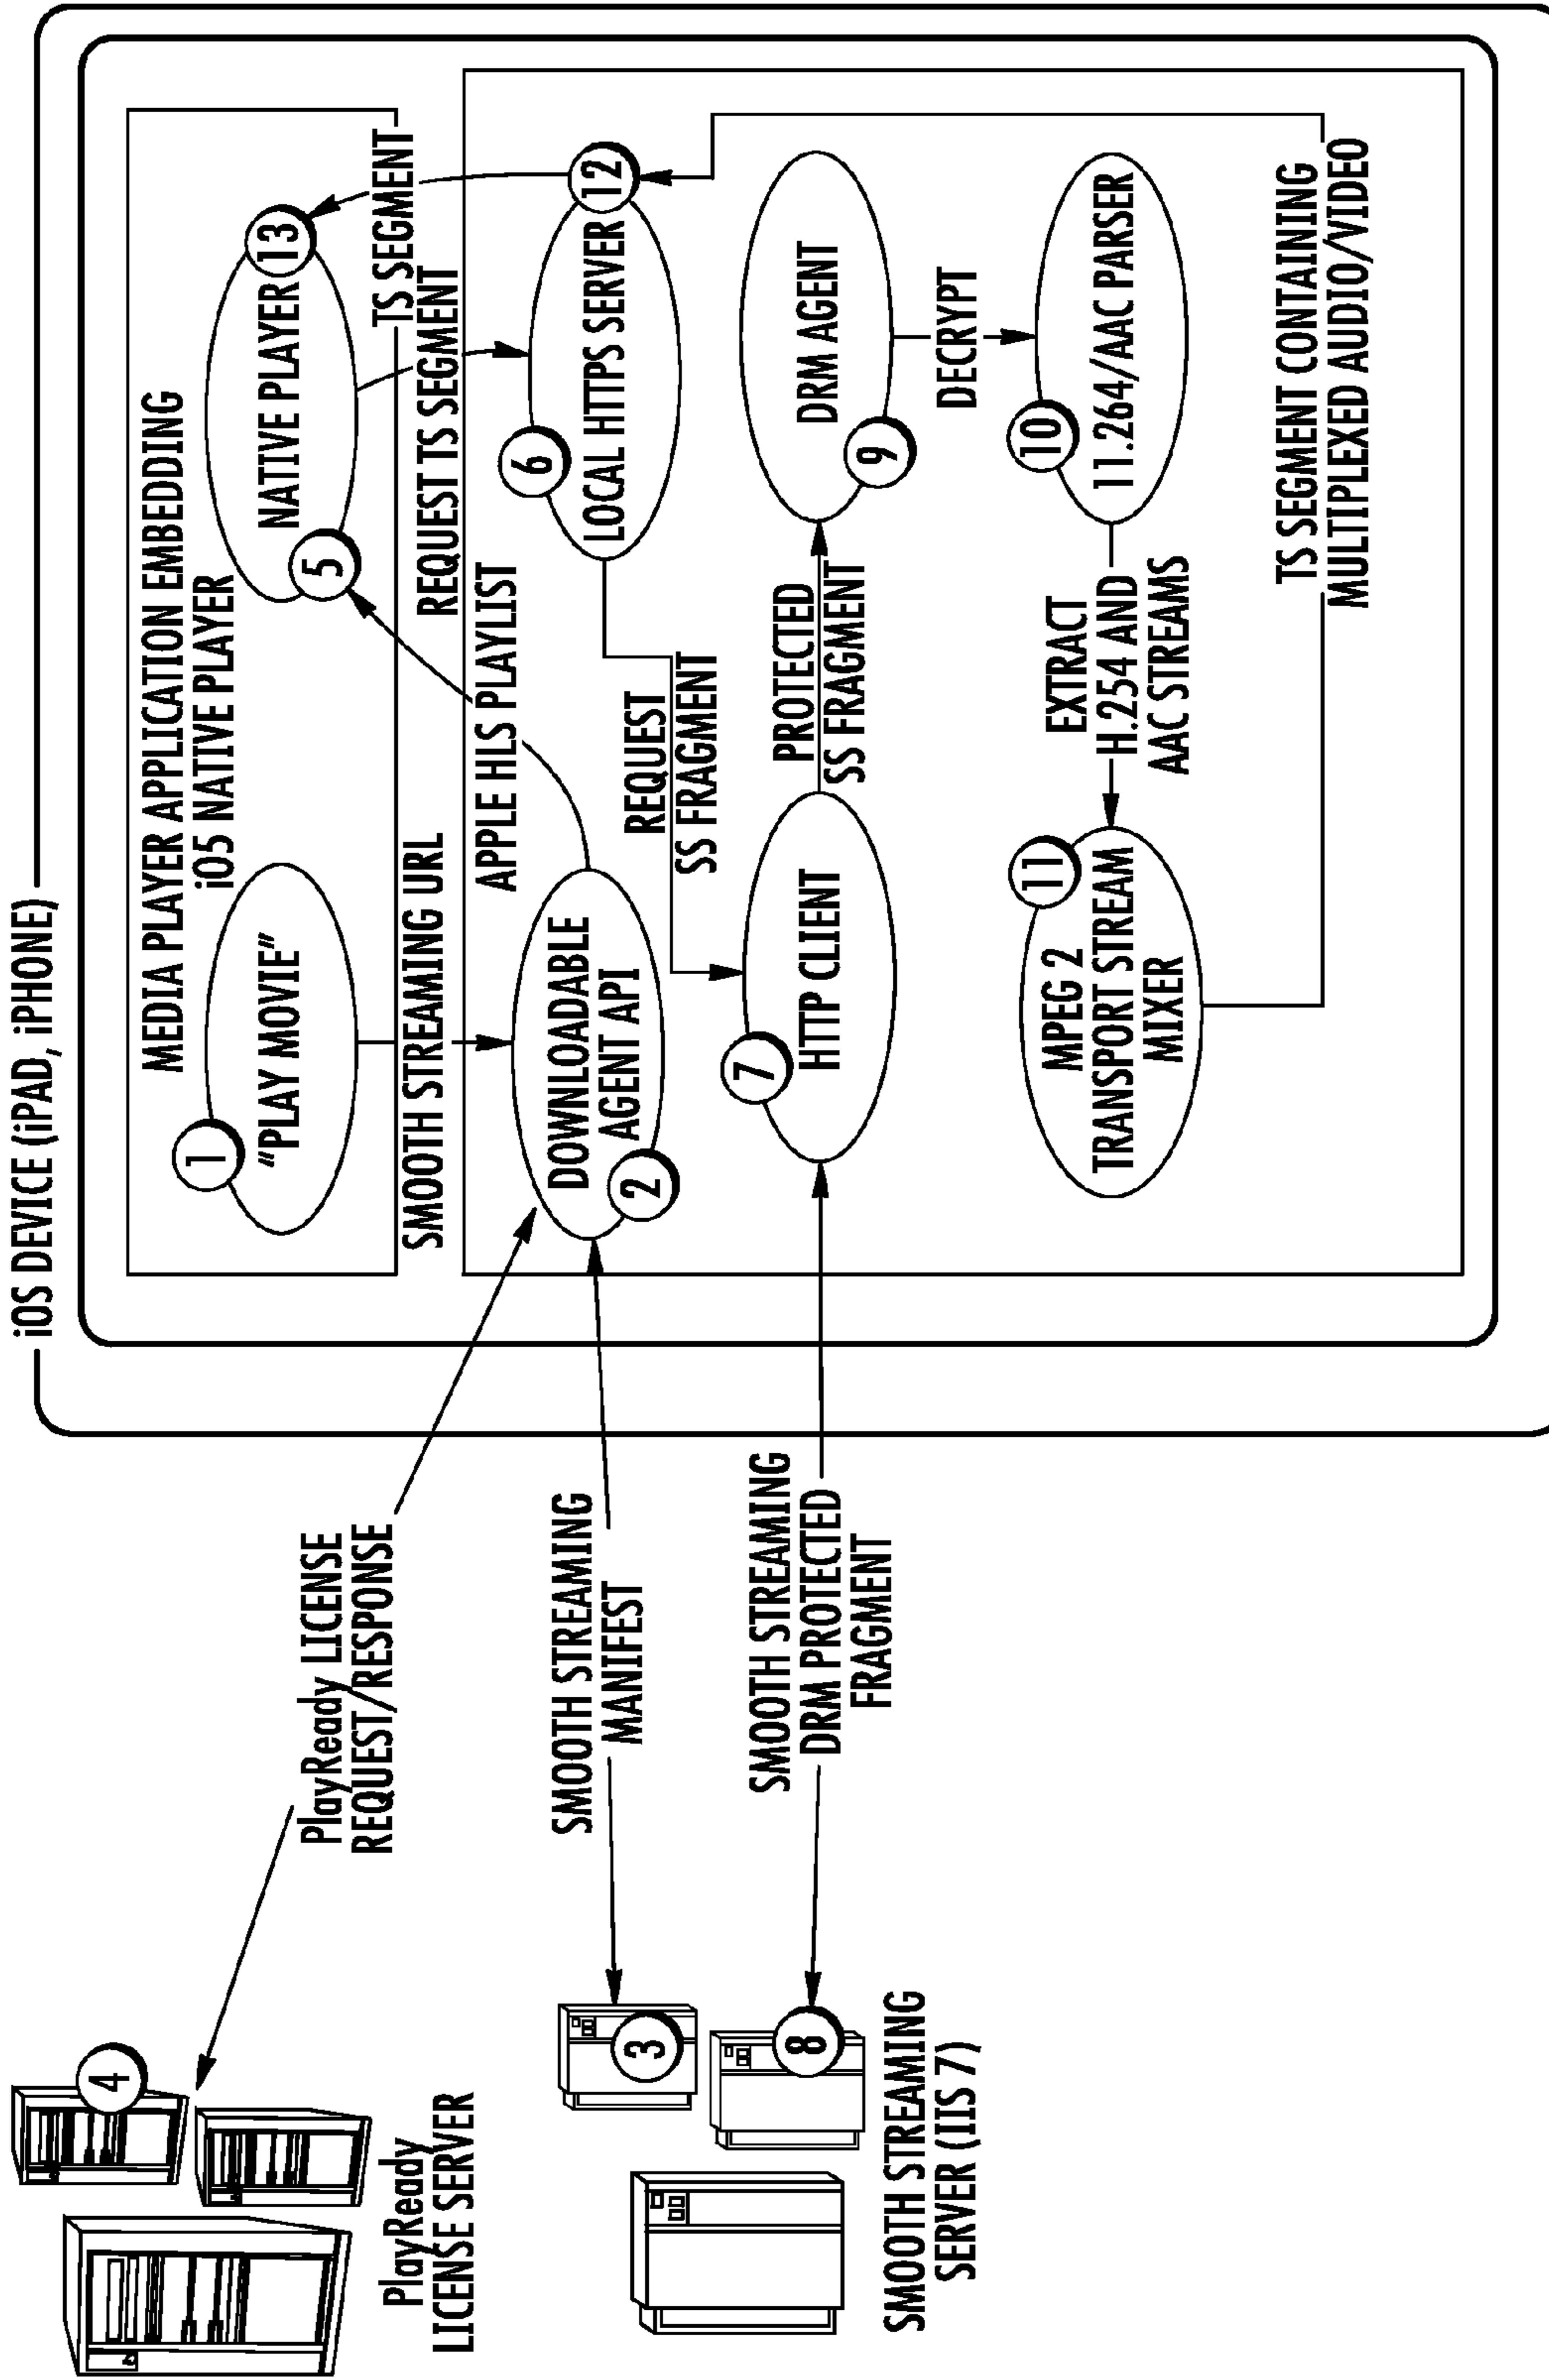 iOS DEVICE (iPAD, iPHONE)
MEDIA PLAYER APPLICATION EMBEDDING
iOS NATIVE PLAYER
1
"PLAY MOVIE"
5
NATIVE PLAYER
13
SMOOTH STREAMING URL
TS SEGMENT
REQUEST TS SEGMENT
APPLE HLS PLAYLIST
4
PlayReady
LICENSE SERVER
PlayReady LICENSE
REQUEST/RESPONSE
2
DOWNLOADABLE
AGENT API
6
LOCAL HTTPS SERVER
12
3
SMOOTH STREAMING
MANIFEST
REQUEST
SS FRAGMENT
8
SMOOTH STREAMING
SERVER (IIS 7)
SMOOTH STREAMING
DRM PROTECTED
FRAGMENT
7
HTTP CLIENT
PROTECTED
SS FRAGMENT
9
DRM AGENT
DECRYPT
11
MPEG 2
TRANSPORT STREAM
MIXER
EXTRACT
H.254 AND
AAC STREAMS
10
11.264/AAC PARSER
TS SEGMENT CONTAINING
MULTIPLEXED AUDIO/VIDEO